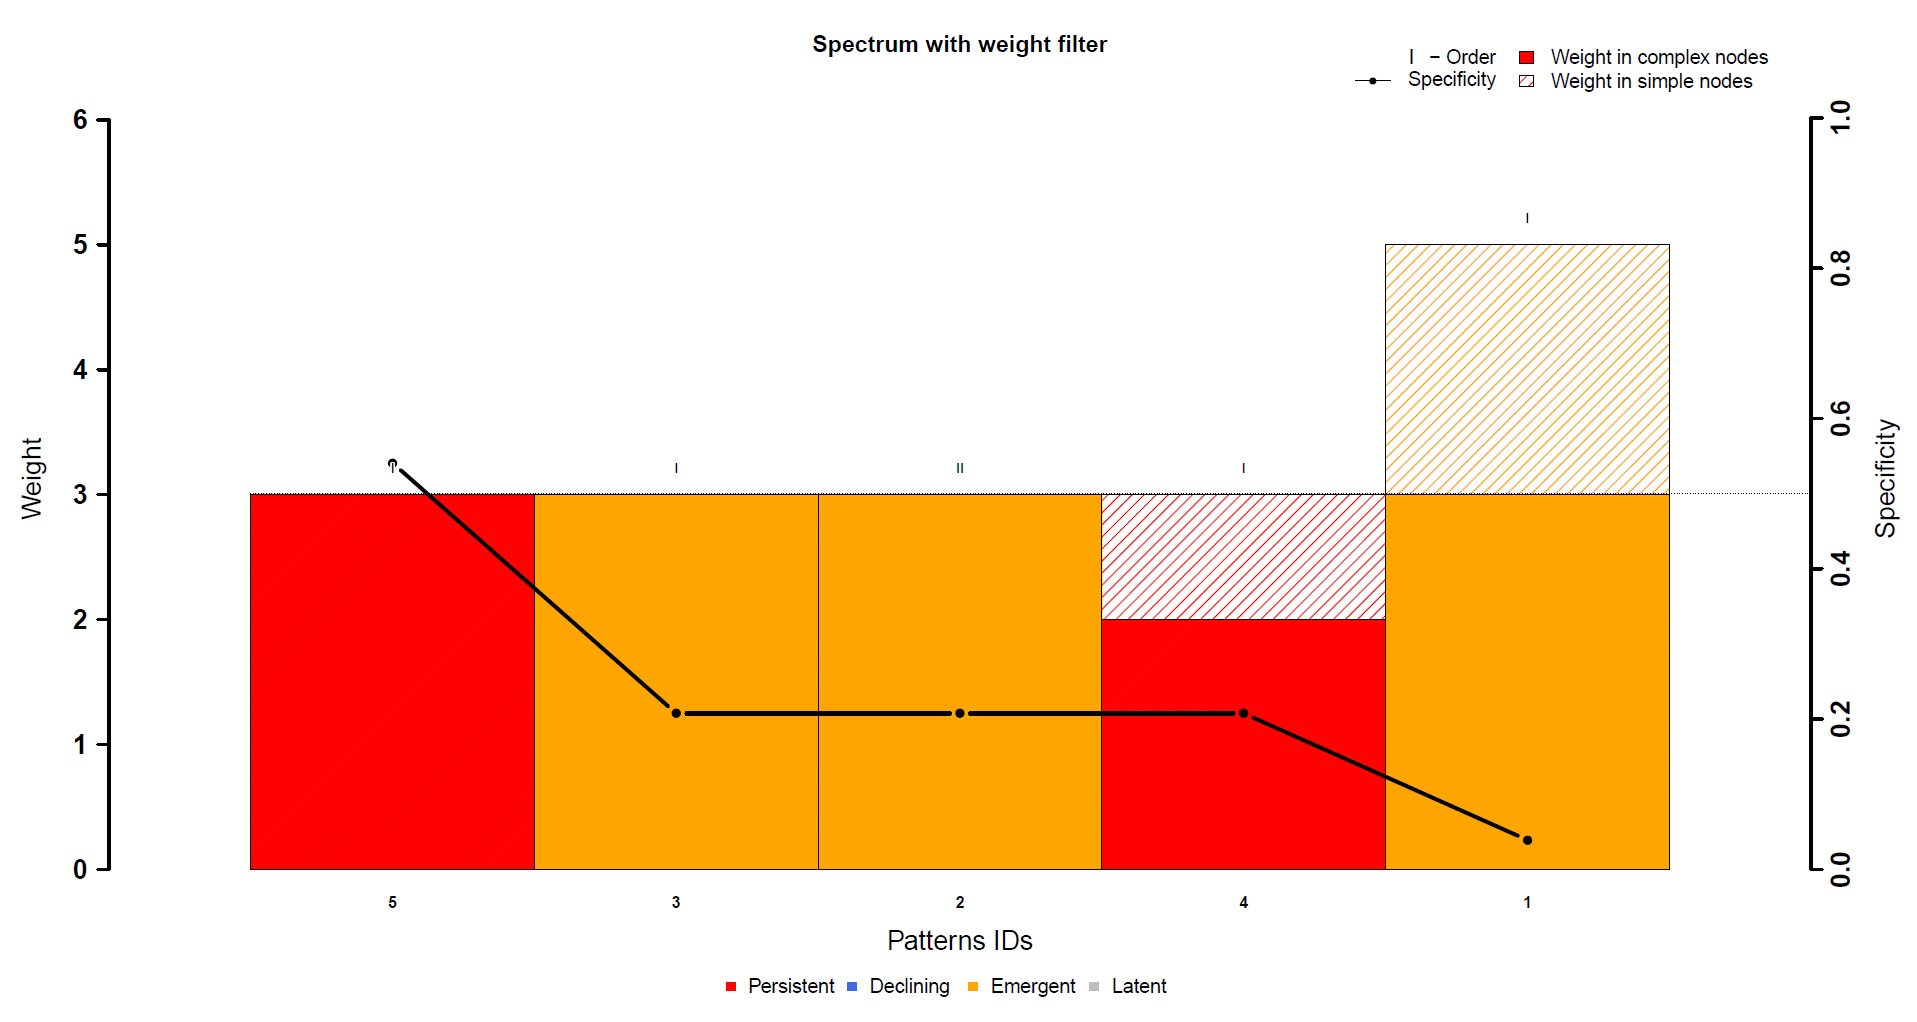 Spectrum with weight filter
I – Order
Specificity
Weight in complex nodes
Weight in simple nodes
6
5
4
3
2
1
0
Weight
1.0
0.8
0.6
0.4
0.2
0.0
Specificity
I
I
II
I
I
5 3 2 4 1
Patterns IDs
Persistent Declining Emergent Latent